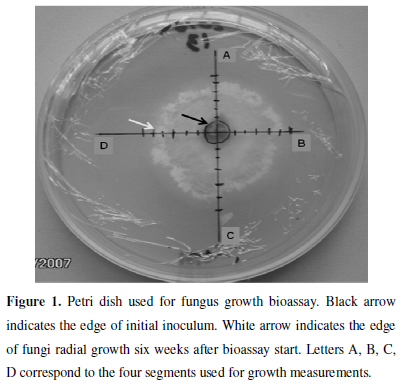 A
D
B
C
/2007
Figure 1. Petri dish used for fungus growth bioassay. Black arrow
indicates the edge of initial inoculum. White arrow indicates the edge
of fungi radial growth six weeks after bioassay start. Letters A, B, C,
D correspond to the four segments used for growth measurements.